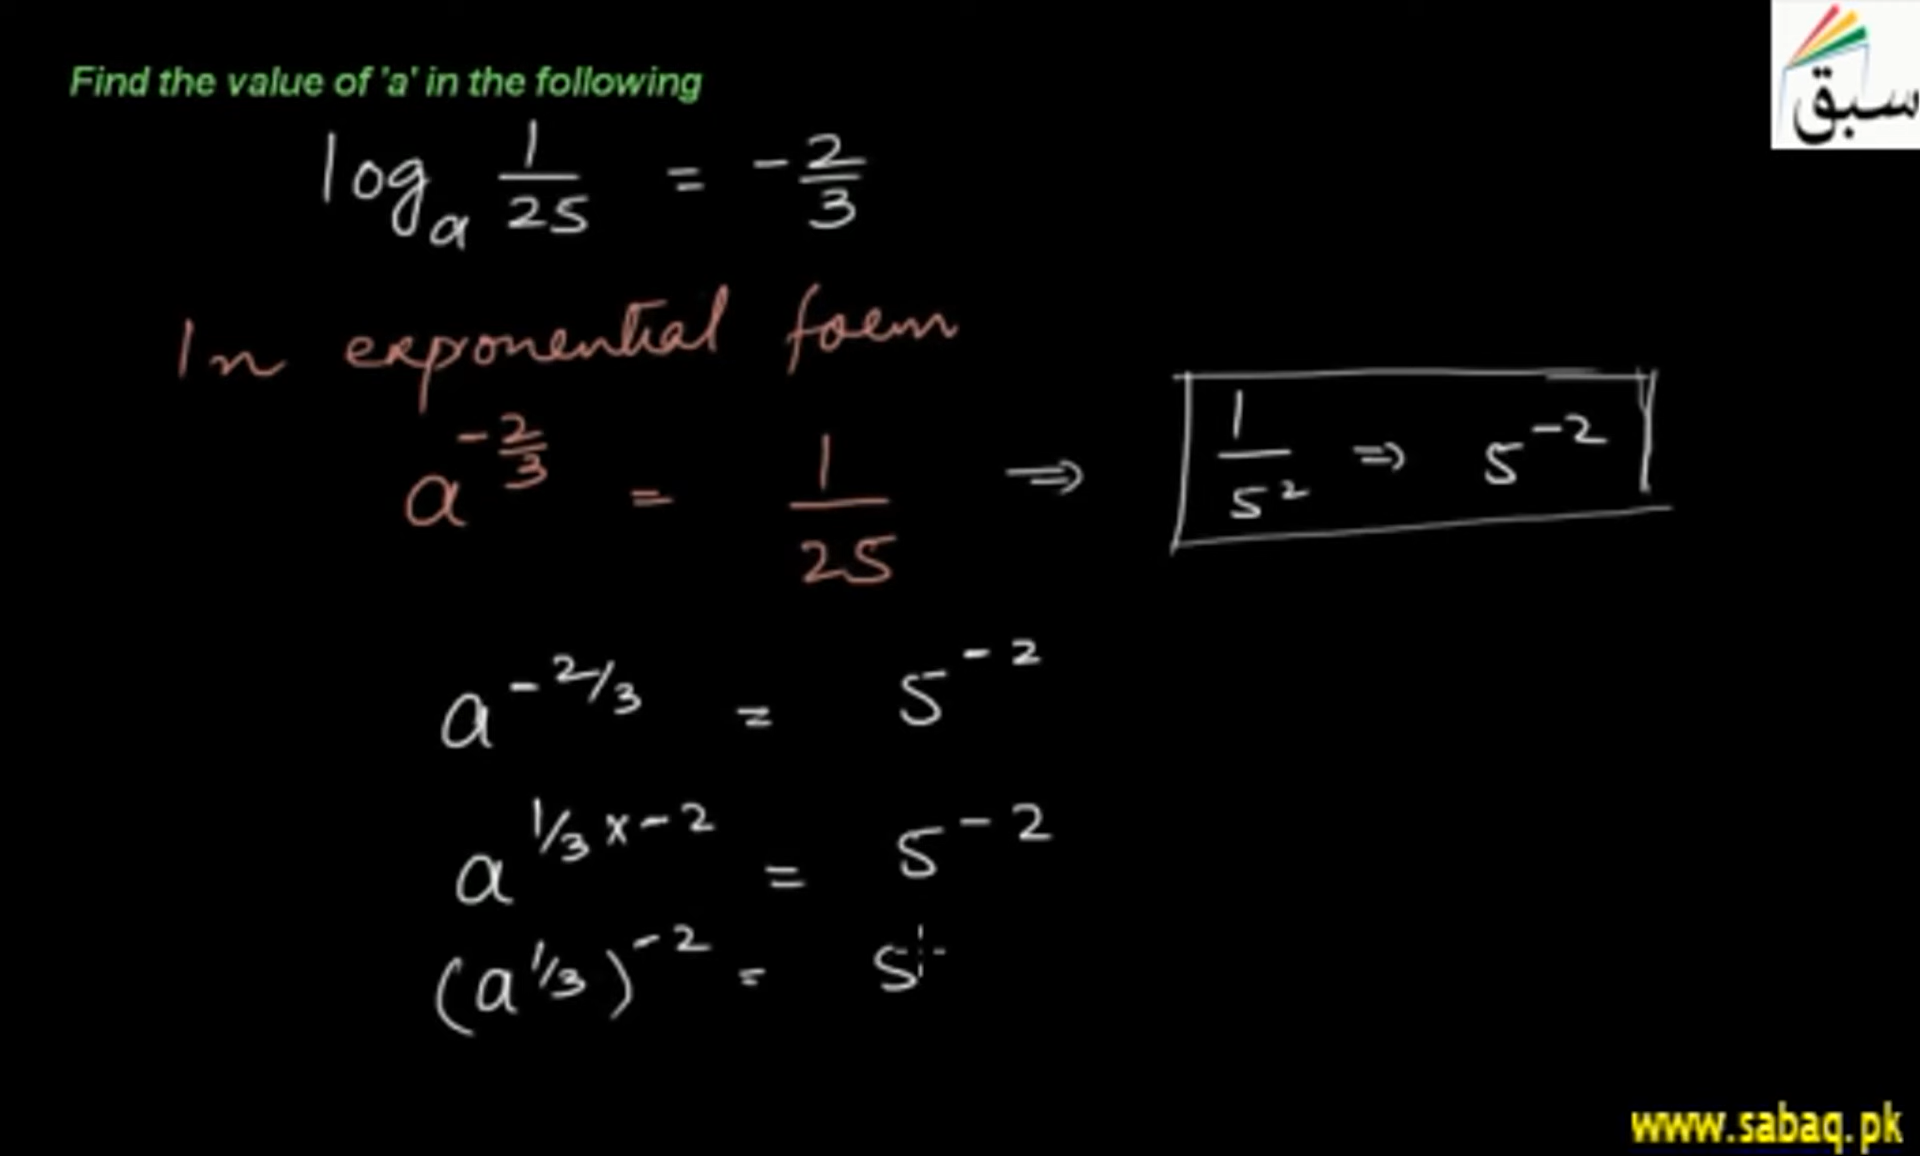 سبق
Find the value of 'a' in the following
log_a 1/25 = -2/3
In exponential form
a^(-2/3) = 1/25 ⇒ 1/5² ⇒ 5^(-2)
a^(-2/3) = 5^(-2)
a^(1/3 x -2) = 5^(-2)
(a^(1/3))^(-2) = 5
www.sabaq.pk